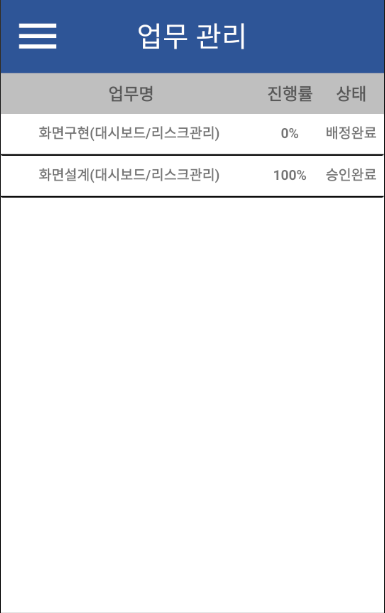 업무 관리
업무명 진행률 상태
화면구현(대시보드/리스크관리) 0% 배정완료
화면설계(대시보드/리스크관리) 100% 승인완료